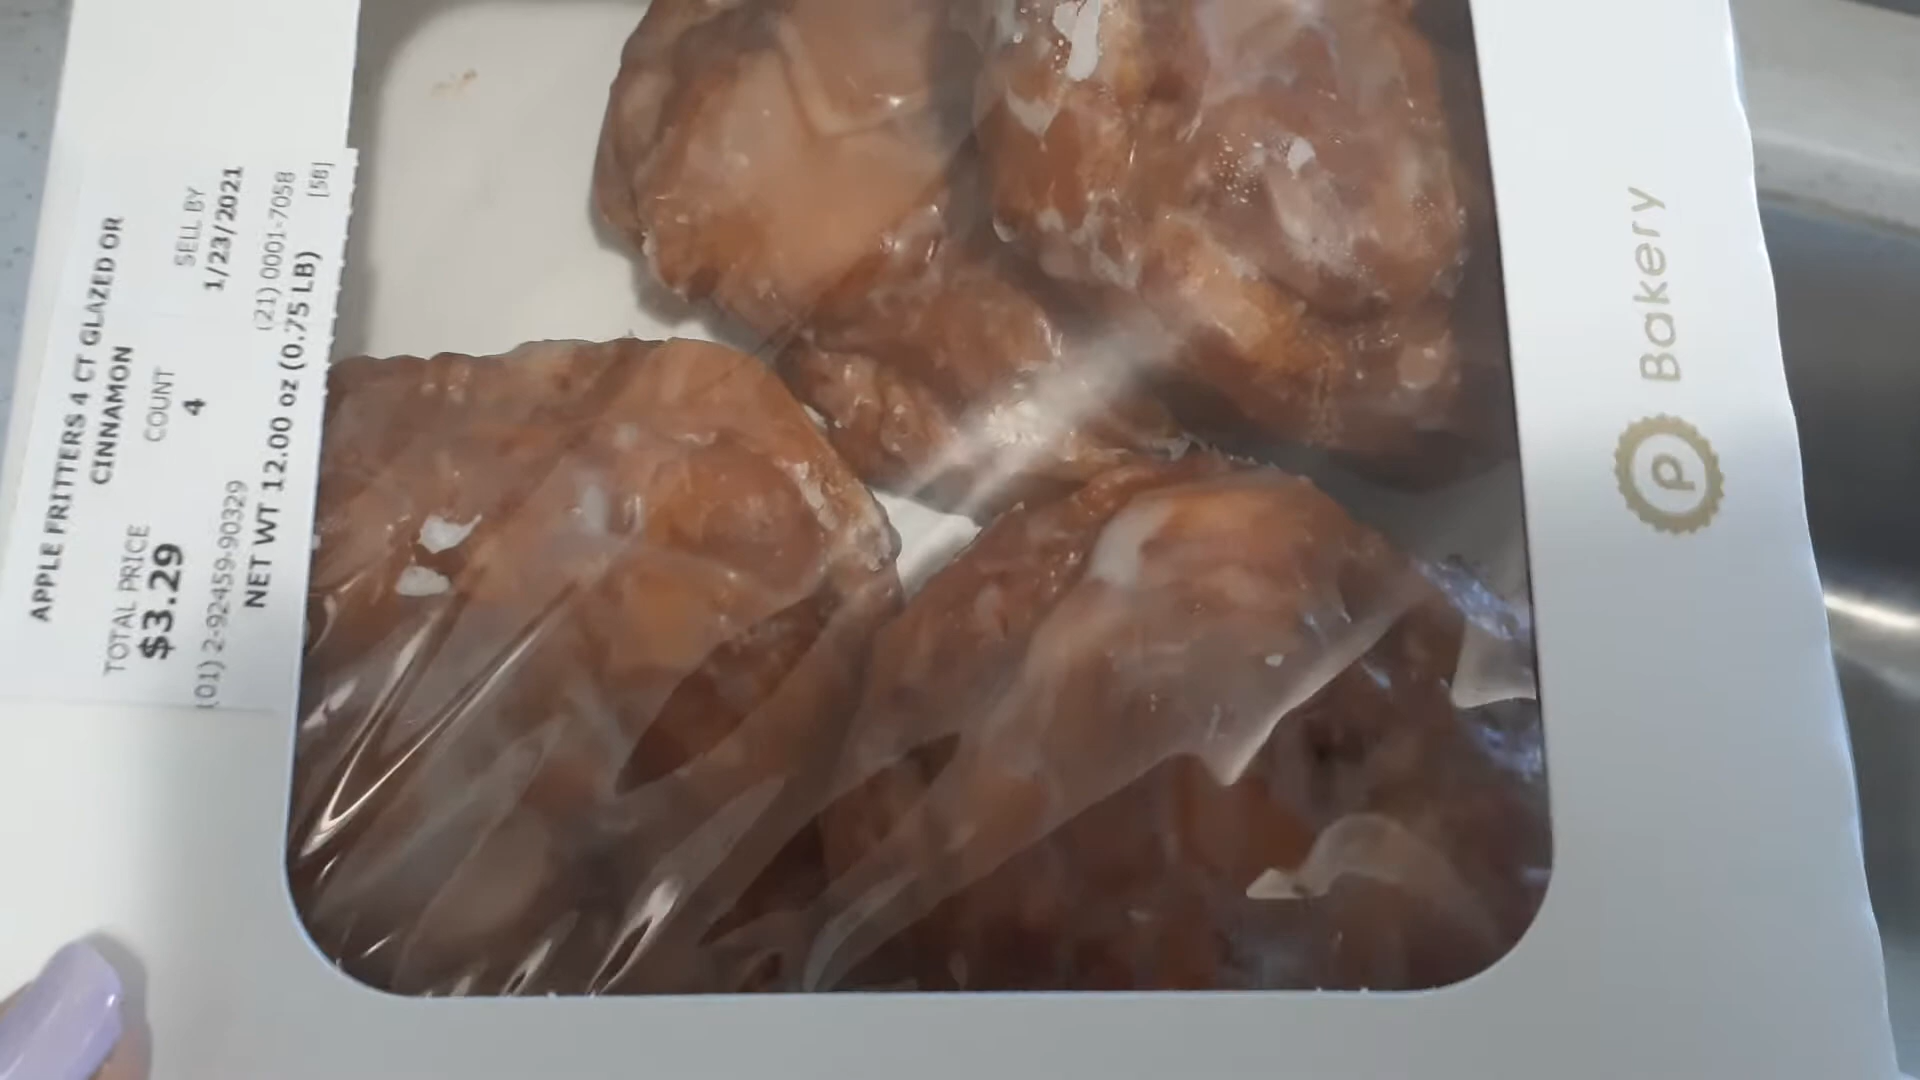 APPLE FRITTERS 4 CT GLAZED OR
CINNAMON
TOTAL PRICE
$3.29
COUNT
4
SELL BY
1/23/2021
(01) 2-92459-90329
(21) 0001-7058
NET WT 12.00 oz (0.75 LB)
[58]
P Bakery